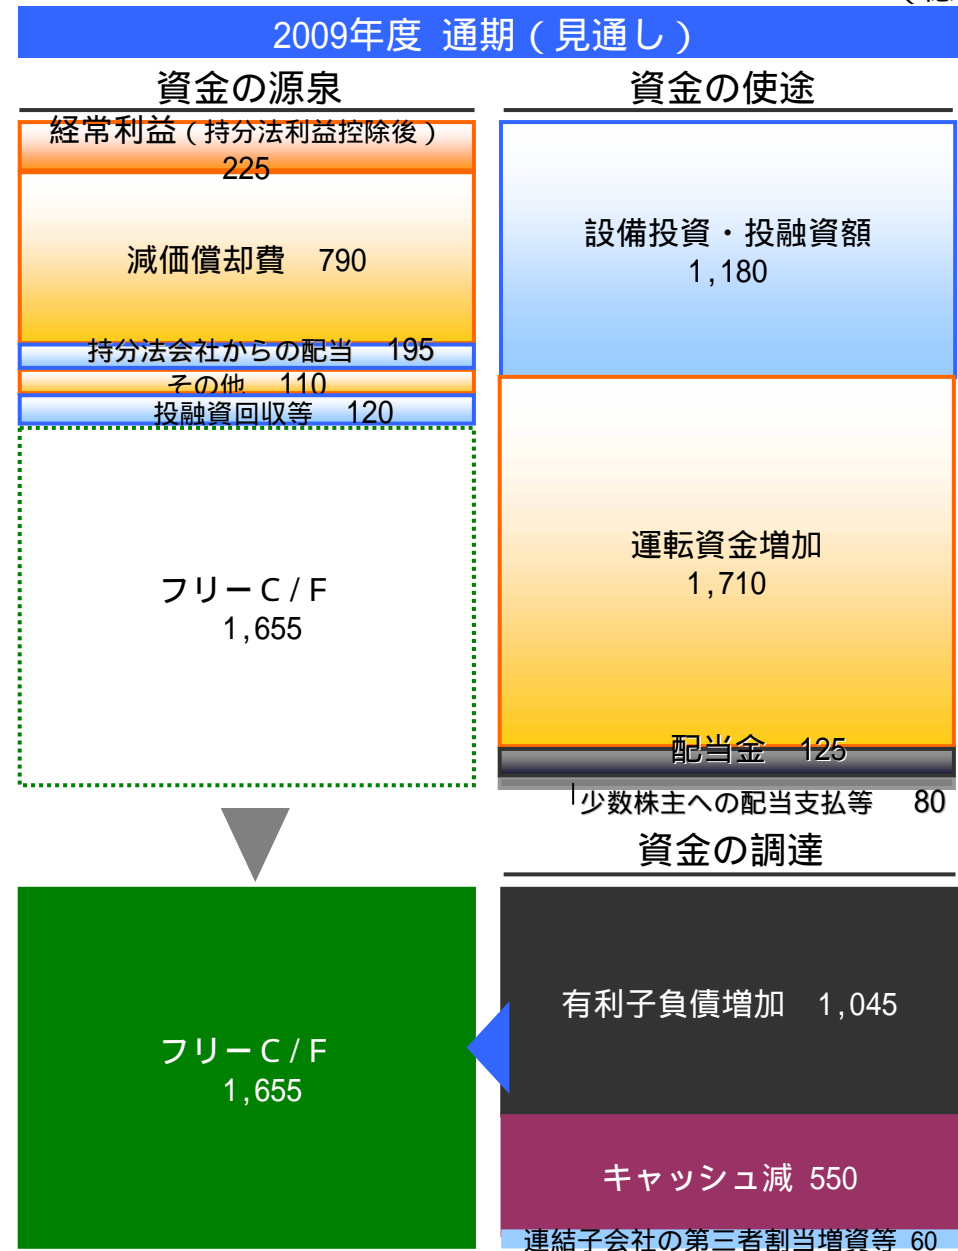 2009年度 通期（見通し）
資金の源泉
経常利益（持分法利益控除後）
225
減価償却費 790
持分法会社からの配当 195
その他 110
投融資回収等 120
フリーC/F
1,655
資金の使途
設備投資・投融資額
1,180
運転資金増加
1,710
配当金 125
少数株主への配当支払等 80
資金の調達
フリーC/F
1,655
有利子負債増加 1,045
キャッシュ減 550
連結子会社の第三者割当増資等 60